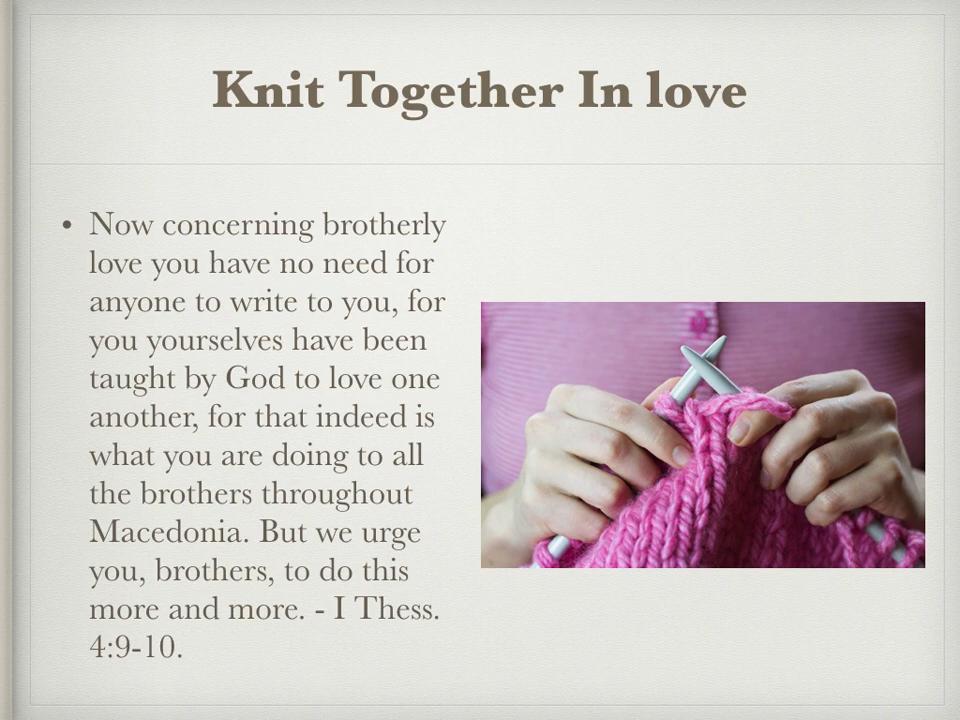 Knit Together In love
• Now concerning brotherly
love you have no need for
anyone to write to you, for
you yourselves have been
taught by God to love one
another, for that indeed is
what you are doing to all
the brothers throughout
Macedonia. But we urge
you, brothers, to do this
more and more. - I Thess.
4:9-10.